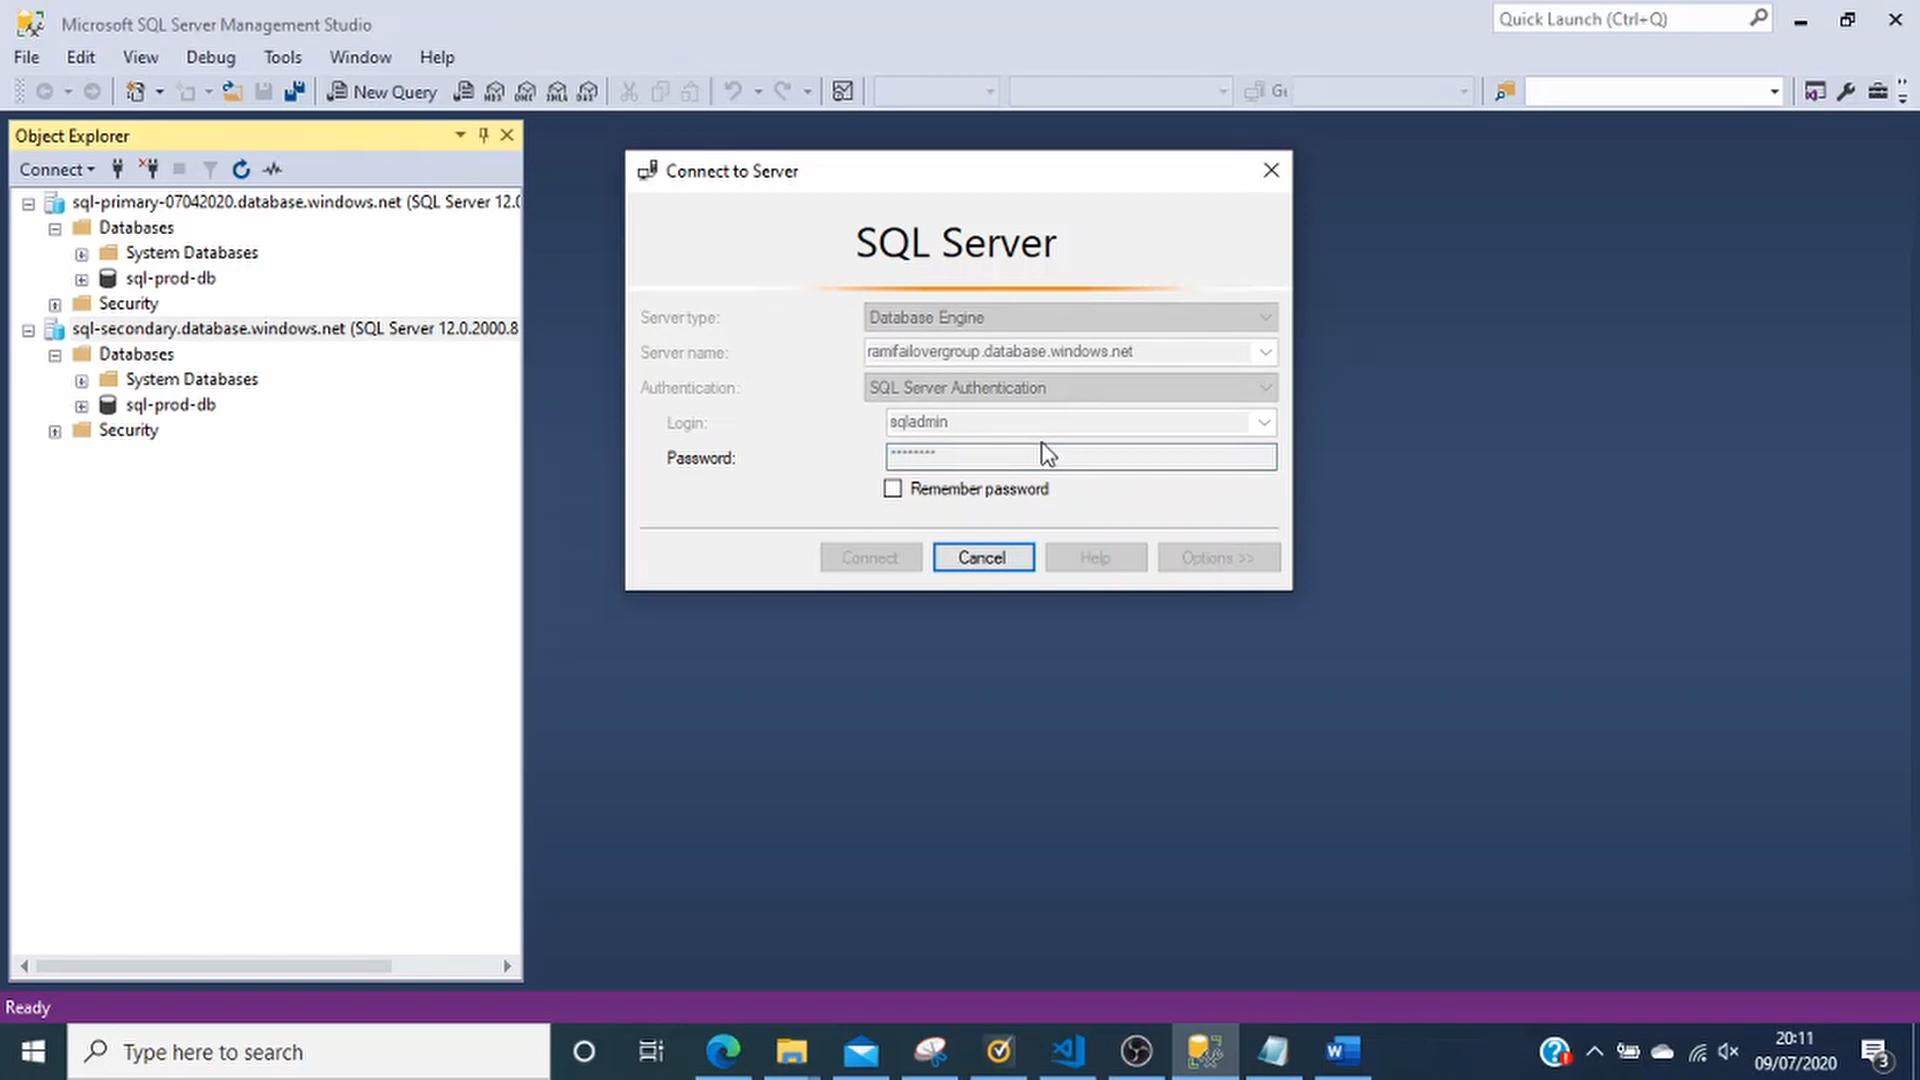 Microsoft SQL Server Management Studio
Quick Launch (Ctrl+Q)
File Edit View Debug Tools Window Help
New Query
Object Explorer
Connect
sql-primary-07042020.database.windows.net (SQL Server 12.0
Databases
System Databases
sql-prod-db
Security
sql-secondary.database.windows.net (SQL Server 12.0.2000.8
Databases
System Databases
sql-prod-db
Security
Connect to Server
SQL Server
Server type: Database Engine
Server name: ramifailovergroup.database.windows.net
Authentication: SQL Server Authentication
Login: sqladmin
Password: ********
Remember password
Connect Cancel Help Options >>
Ready
Type here to search
20:11
09/07/2020
3